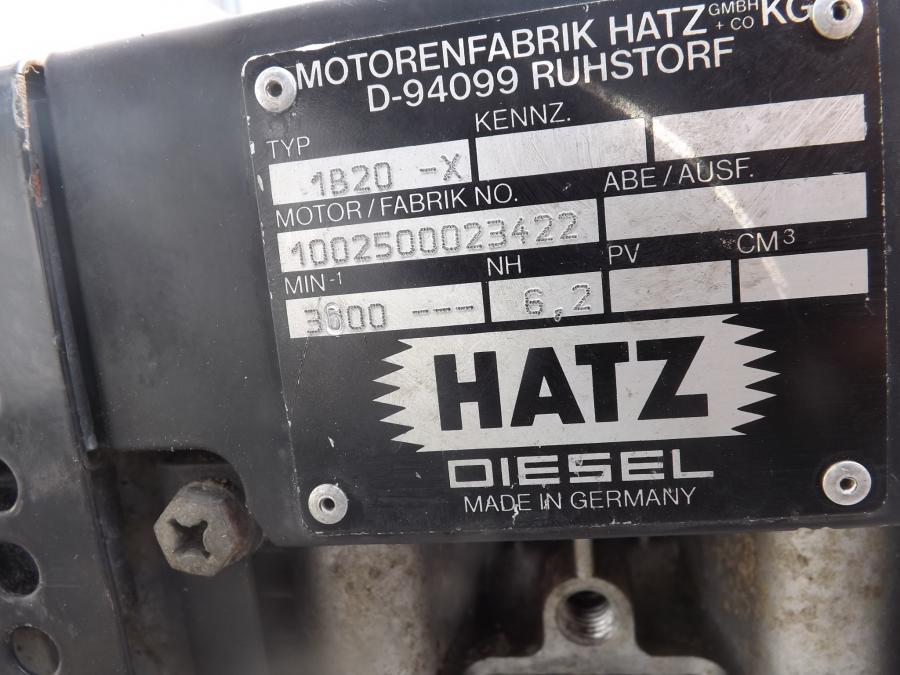 MOTORENFABRIK HATZ GMBH + CO KG
D-94099 RUHSTORF
TYP KENNZ.
1B20 -X
MOTOR/FABRIK NO. ABE/AUSF.
1002500023422
MIN-1 NH PV CM3
3600 --- 6,2
HATZ
DIESEL
MADE IN GERMANY